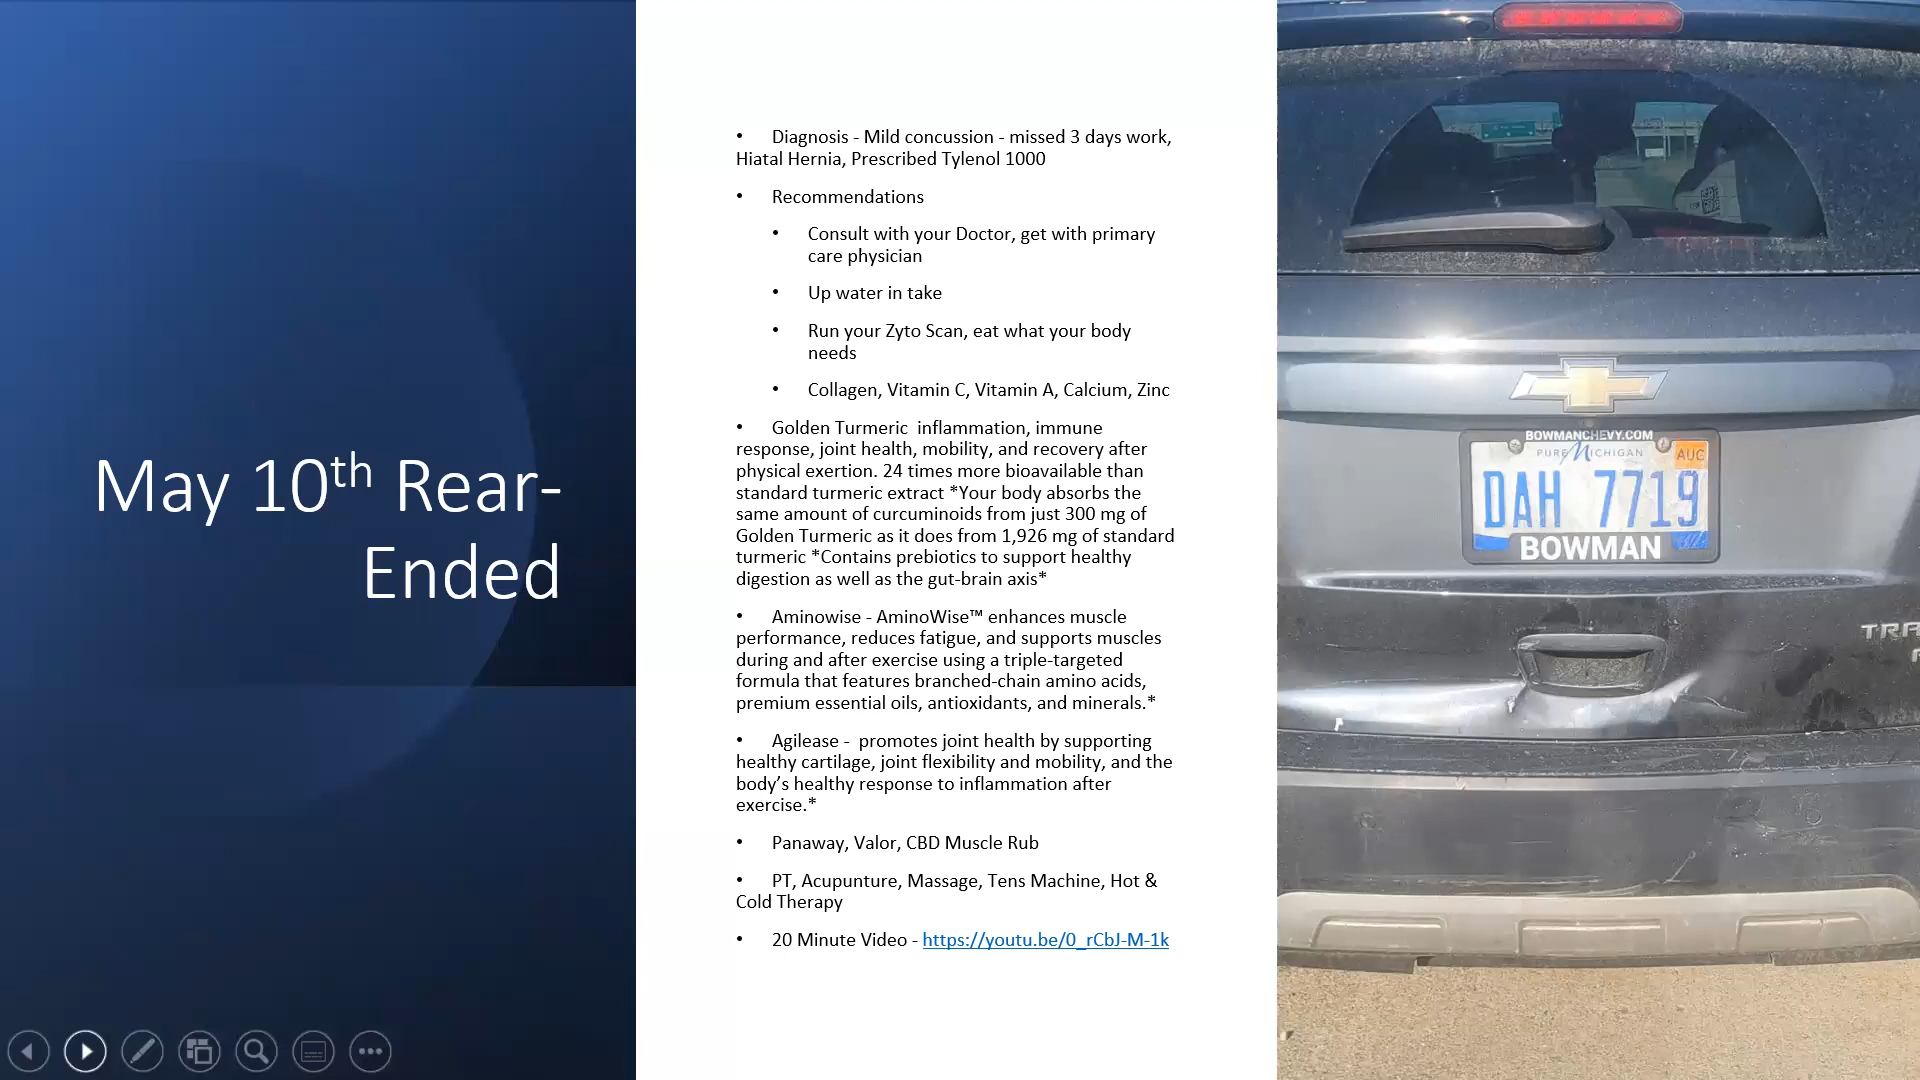 May 10th Rear-
Ended
• Diagnosis - Mild concussion - missed 3 days work,
Hiatal Hernia, Prescribed Tylenol 1000
• Recommendations
• Consult with your Doctor, get with primary
care physician
• Up water in take
• Run your Zyto Scan, eat what your body
needs
• Collagen, Vitamin C, Vitamin A, Calcium, Zinc
• Golden Turmeric  inflammation, immune
response, joint health, mobility, and recovery after
physical exertion. 24 times more bioavailable than
standard turmeric extract *Your body absorbs the
same amount of curcuminoids from just 300 mg of
Golden Turmeric as it does from 1,926 mg of standard
turmeric *Contains prebiotics to support healthy
digestion as well as the gut-brain axis*
• Aminowise - AminoWise™ enhances muscle
performance, reduces fatigue, and supports muscles
during and after exercise using a triple-targeted
formula that features branched-chain amino acids,
premium essential oils, antioxidants, and minerals.*
• Agilease -  promotes joint health by supporting
healthy cartilage, joint flexibility and mobility, and the
body’s healthy response to inflammation after
exercise.*
• Panaway, Valor, CBD Muscle Rub
• PT, Acupunture, Massage, Tens Machine, Hot &
Cold Therapy
• 20 Minute Video - https://youtu.be/0_rCbJ-M-1k
BOWMANCHEVY.COM
PURE MICHIGAN
AUG
DAH 7719
BOWMAN
TRA